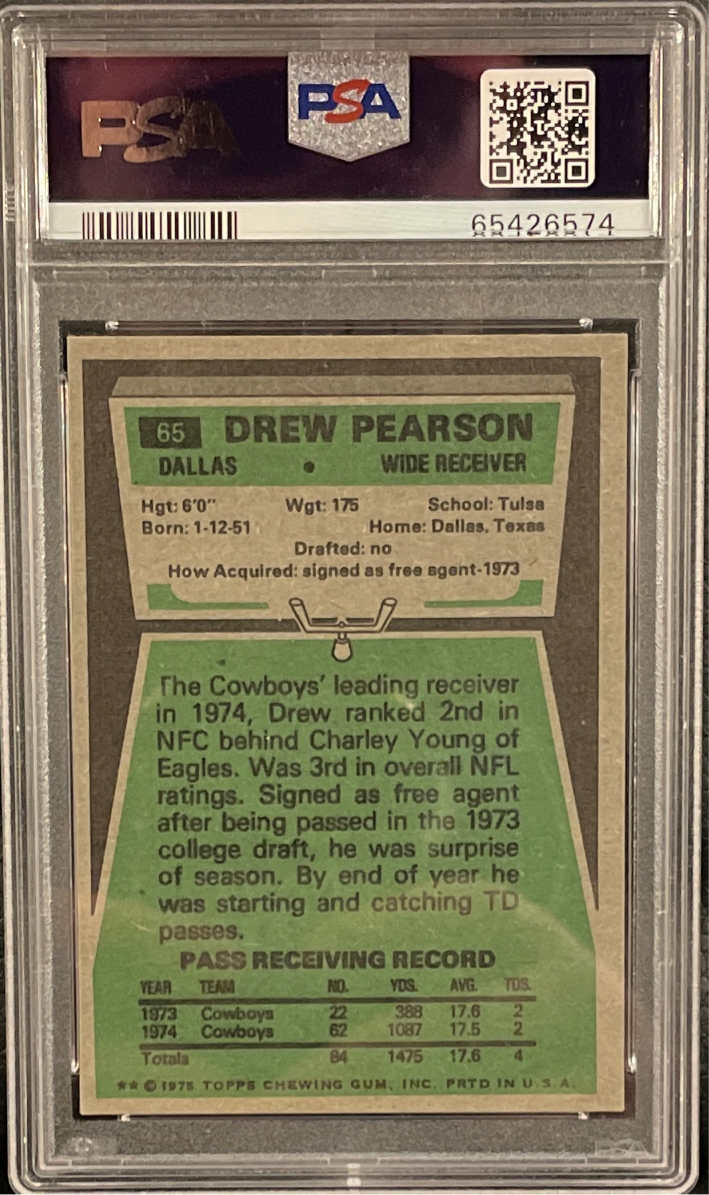 PSA
PSA
65426574
65 DREW PEARSON
DALLAS • WIDE RECEIVER
Hgt: 6'0" Wgt: 175 School: Tulsa
Born: 1-12-51 Home: Dallas, Texas
Drafted: no
How Acquired: signed as free agent-1973
The Cowboys' leading receiver
in 1974, Drew ranked 2nd in
NFC behind Charley Young of
Eagles. Was 3rd in overall NFL
ratings. Signed as free agent
after being passed in the 1973
college draft, he was surprise
of season. By end of year he
was starting and catching TD
passes.
PASS RECEIVING RECORD
YEAR TEAM NO. YDS. AVG. TDS.
1973 Cowboys 22 388 17.6 2
1974 Cowboys 62 1087 17.5 2
Totals 84 1475 17.6 4
** © 1975 TOPPS CHEWING GUM, INC. PRTD IN U.S.A.
PSA